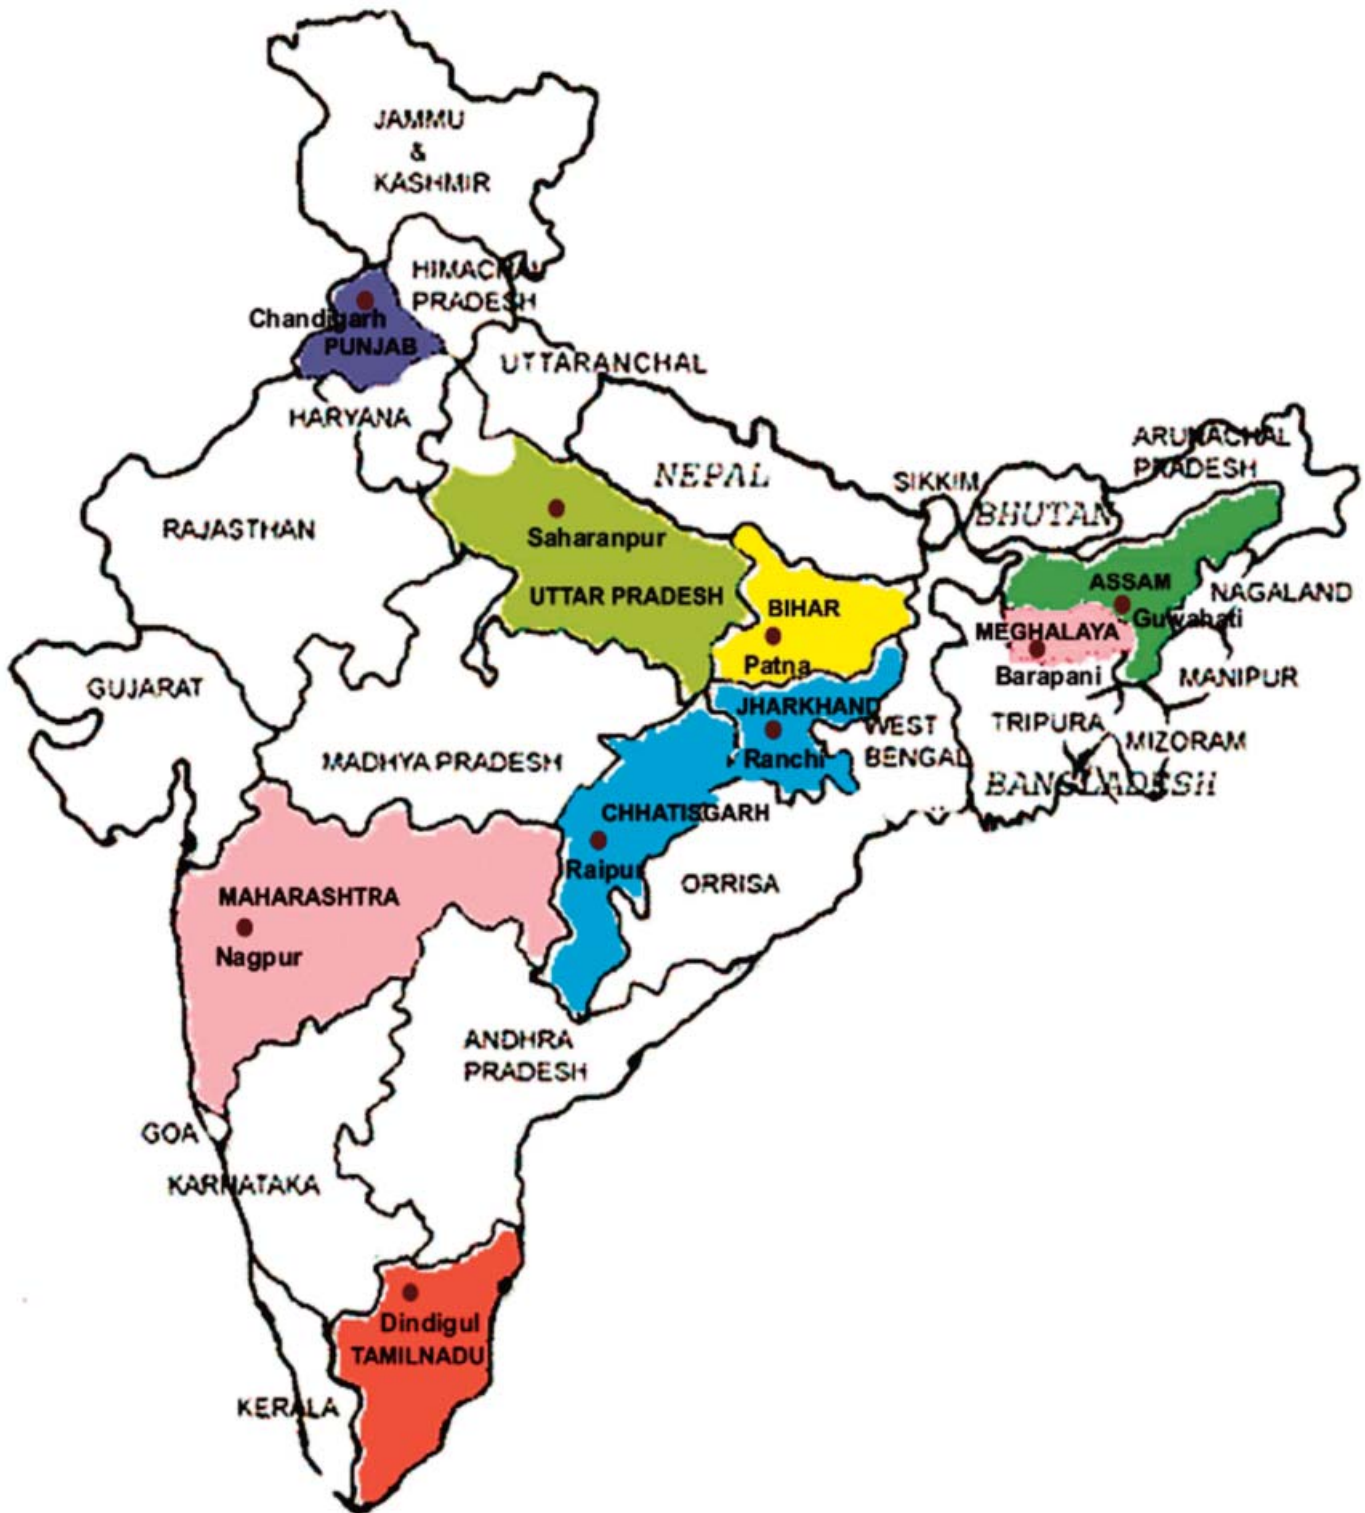 JAMMU
&
KASHMIR
HIMACHAL
PRADESH
Chandigarh
PUNJAB
UTTARANCHAL
HARYANA
ARUNACHAL
PRADESH
NEPAL
SIKKIM
BHUTAN
RAJASTHAN
Saharanpur
UTTAR PRADESH
ASSAM
NAGALAND
BIHAR
Guwahati
MEGHALAYA
Patna
Barapani
MANIPUR
GUJARAT
JHARKHAND
WEST
BENGAL
TRIPURA
MIZORAM
MADHYA PRADESH
Ranchi
BANGLADESH
CHHATISGARH
Raipur
ORRISA
MAHARASHTRA
Nagpur
ANDHRA
PRADESH
GOA
KARNATAKA
Dindigul
TAMILNADU
KERALA